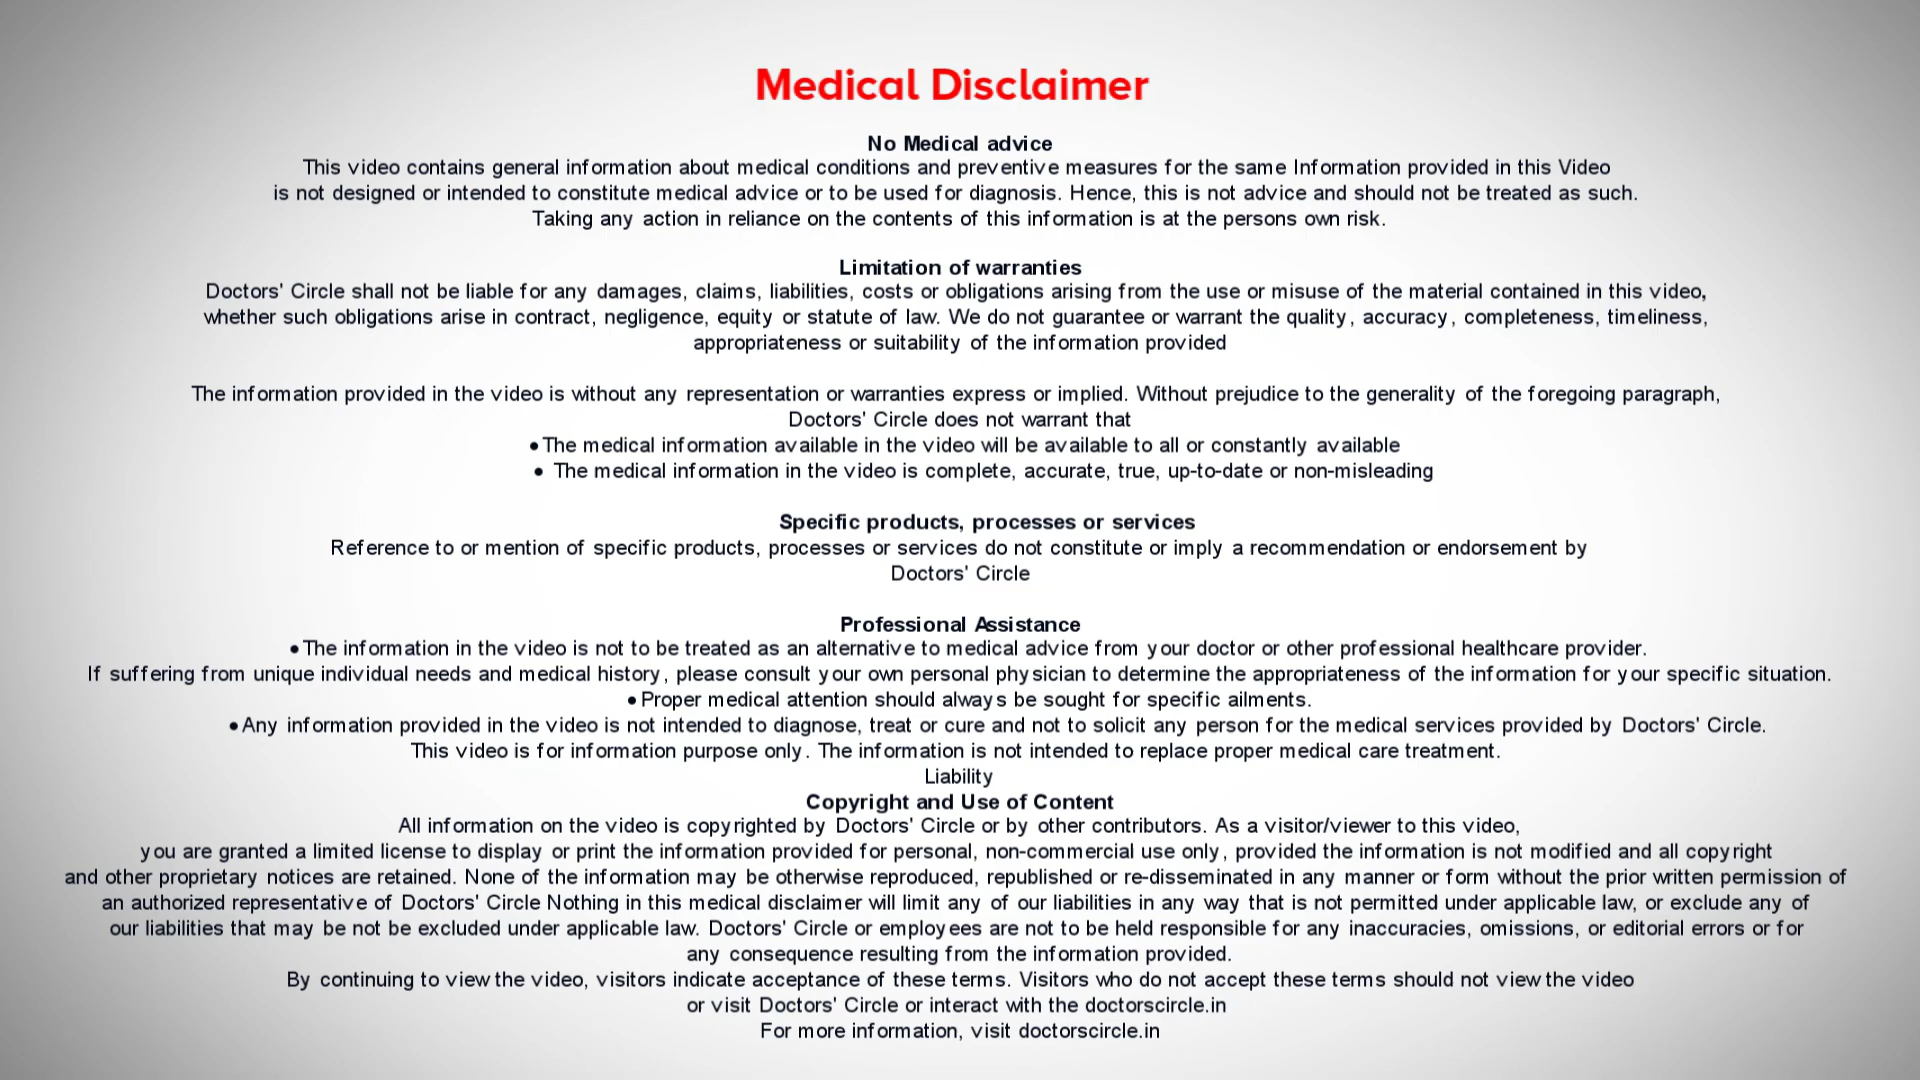 Medical Disclaimer
No Medical advice
This video contains general information about medical conditions and preventive measures for the same Information provided in this Video
is not designed or intended to constitute medical advice or to be used for diagnosis. Hence, this is not advice and should not be treated as such.
Taking any action in reliance on the contents of this information is at the persons own risk.
Limitation of warranties
Doctors' Circle shall not be liable for any damages, claims, liabilities, costs or obligations arising from the use or misuse of the material contained in this video,
whether such obligations arise in contract, negligence, equity or statute of law. We do not guarantee or warrant the quality, accuracy, completeness, timeliness,
appropriateness or suitability of the information provided
The information provided in the video is without any representation or warranties express or implied. Without prejudice to the generality of the foregoing paragraph,
Doctors' Circle does not warrant that
• The medical information available in the video will be available to all or constantly available
• The medical information in the video is complete, accurate, true, up-to-date or non-misleading
Specific products, processes or services
Reference to or mention of specific products, processes or services do not constitute or imply a recommendation or endorsement by
Doctors' Circle
Professional Assistance
• The information in the video is not to be treated as an alternative to medical advice from your doctor or other professional healthcare provider.
If suffering from unique individual needs and medical history, please consult your own personal physician to determine the appropriateness of the information for your specific situation.
• Proper medical attention should always be sought for specific ailments.
• Any information provided in the video is not intended to diagnose, treat or cure and not to solicit any person for the medical services provided by Doctors' Circle.
This video is for information purpose only. The information is not intended to replace proper medical care treatment.
Liability
Copyright and Use of Content
All information on the video is copyrighted by Doctors' Circle or by other contributors. As a visitor/viewer to this video,
you are granted a limited license to display or print the information provided for personal, non-commercial use only, provided the information is not modified and all copyright
and other proprietary notices are retained. None of the information may be otherwise reproduced, republished or re-disseminated in any manner or form without the prior written permission of
an authorized representative of Doctors' Circle Nothing in this medical disclaimer will limit any of our liabilities in any way that is not permitted under applicable law, or exclude any of
our liabilities that may be not be excluded under applicable law. Doctors' Circle or employees are not to be held responsible for any inaccuracies, omissions, or editorial errors or for
any consequence resulting from the information provided.
By continuing to view the video, visitors indicate acceptance of these terms. Visitors who do not accept these terms should not view the video
or visit Doctors' Circle or interact with the doctorscircle.in
For more information, visit doctorscircle.in